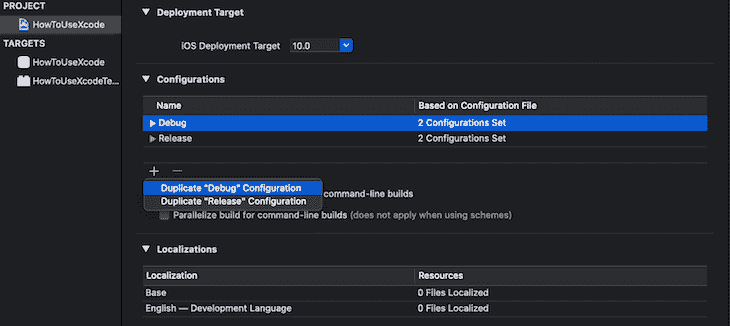 PROJECT
HowToUseXcode
TARGETS
HowToUseXcode
HowToUseXcodeTe...
Deployment Target
iOS Deployment Target 10.0
Configurations
Name Based on Configuration File
Debug 2 Configurations Set
Release 2 Configurations Set
+ −
Duplicate "Debug" Configuration
command-line builds
Duplicate "Release" Configuration
Parallelize build for command-line builds (does not apply when using schemes)
Localizations
Localization Resources
Base 0 Files Localized
English — Development Language 0 Files Localized